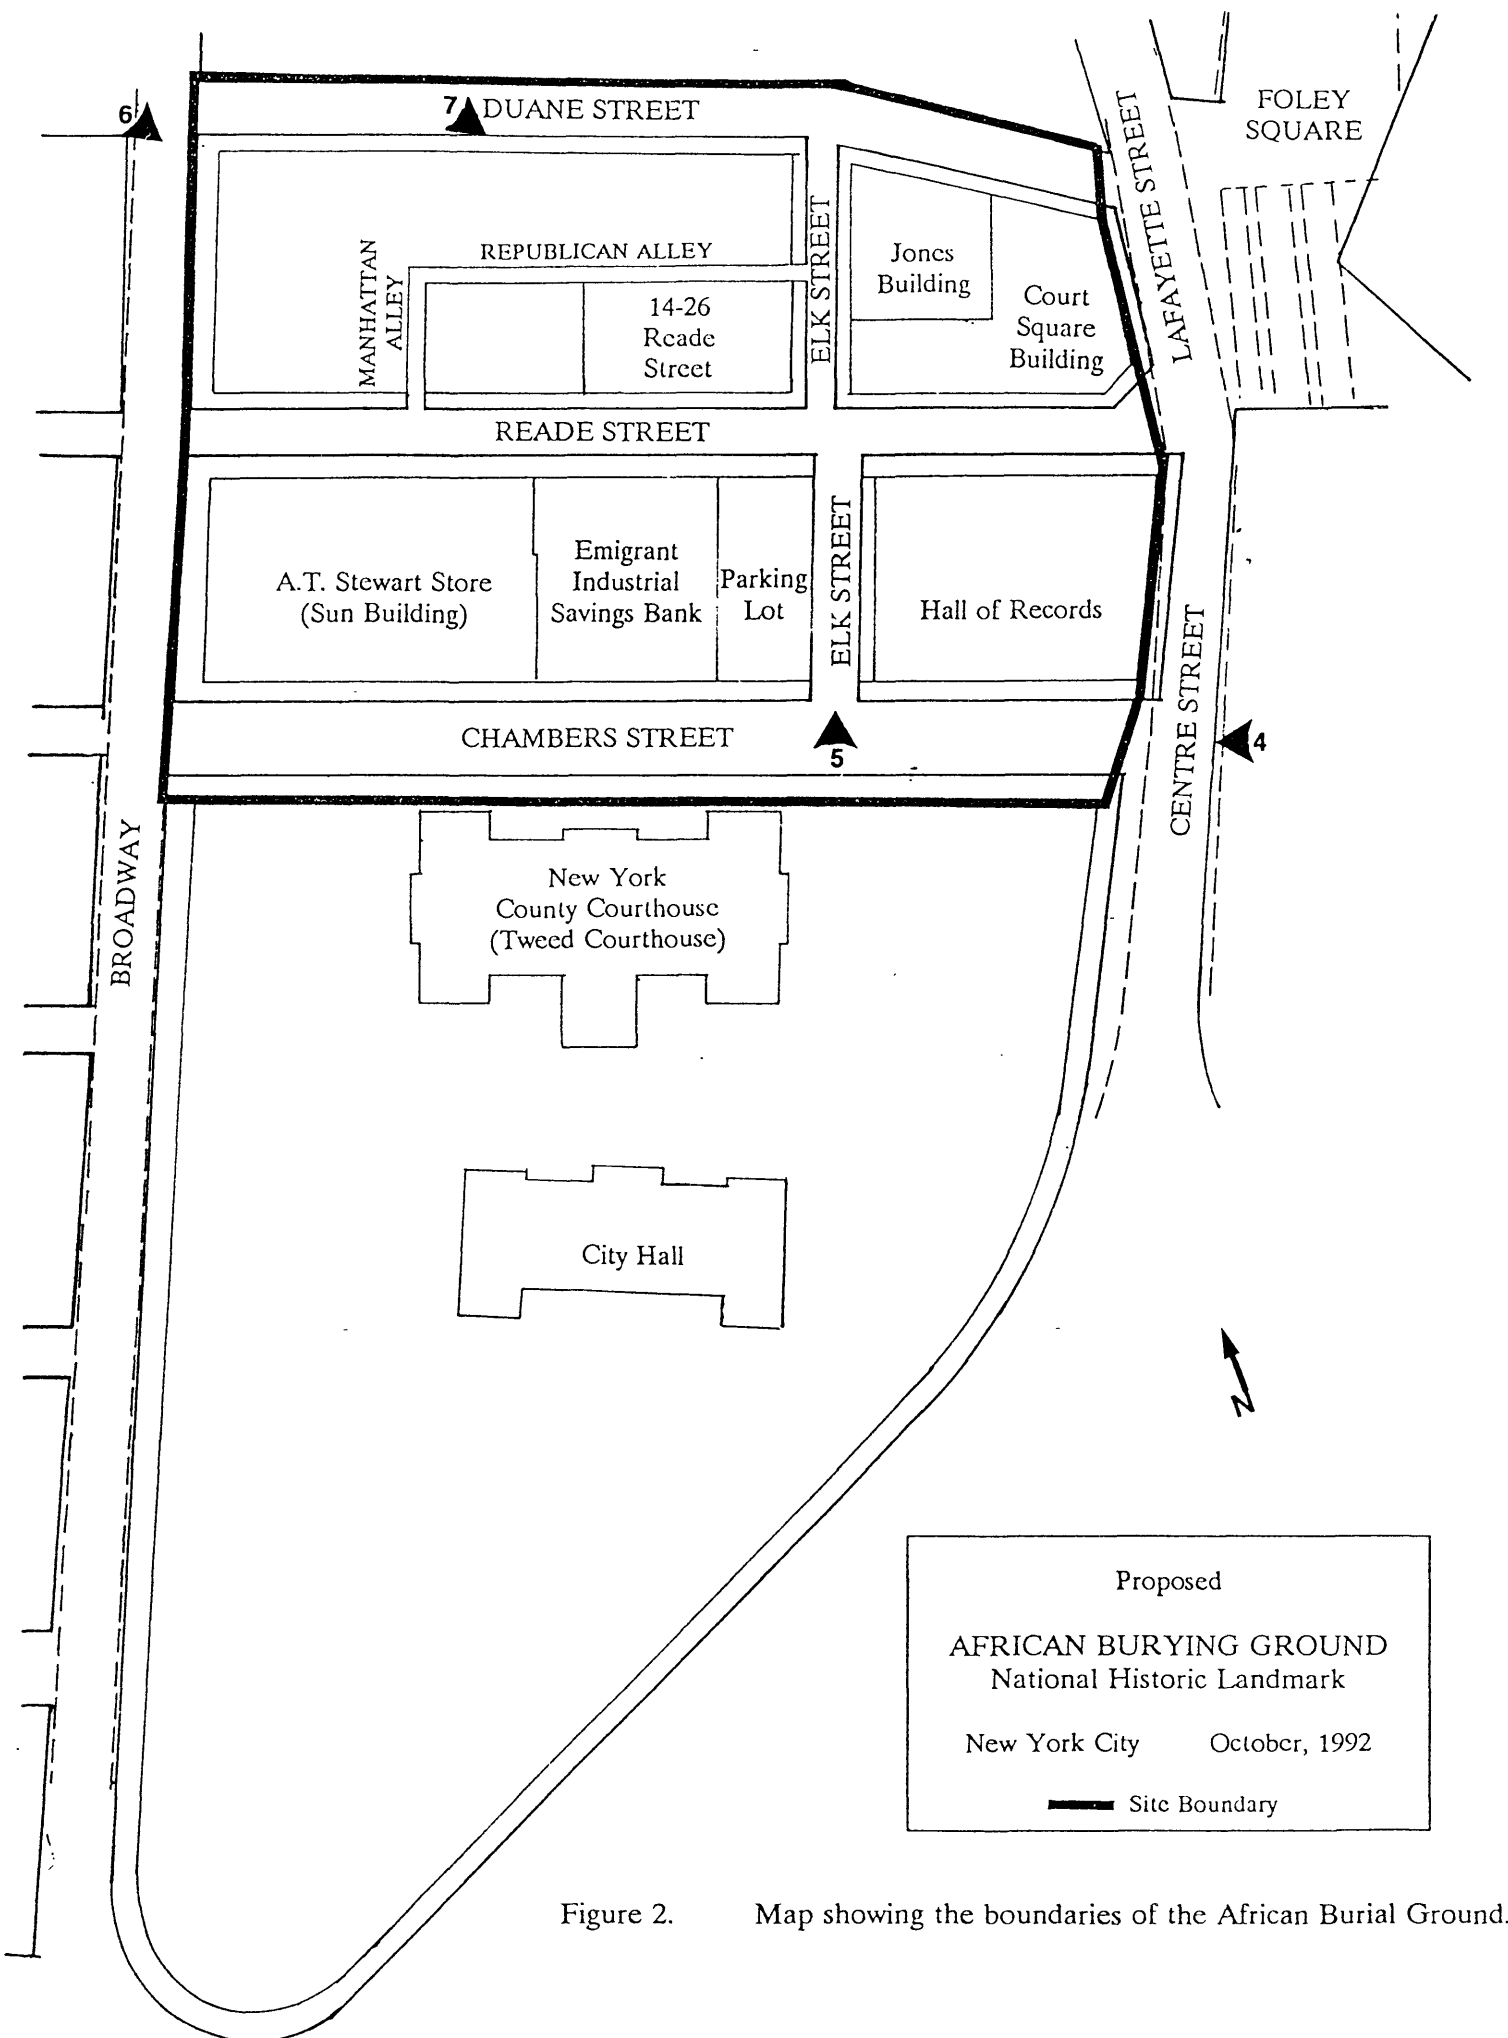 6
7
DUANE STREET
FOLEY
SQUARE
LAFAYETTE STREET
MANHATTAN
ALLEY
REPUBLICAN ALLEY
ELK STREET
Jones
Building
14-26
Reade
Street
Court
Square
Building
READE STREET
A.T. Stewart Store
(Sun Building)
Emigrant
Industrial
Savings Bank
Parking
Lot
ELK STREET
Hall of Records
CENTRE STREET
CHAMBERS STREET
5
4
BROADWAY
New York
County Courthouse
(Tweed Courthouse)
City Hall
N
Proposed
AFRICAN BURYING GROUND
National Historic Landmark
New York City October, 1992
Site Boundary
Figure 2. Map showing the boundaries of the African Burial Ground.